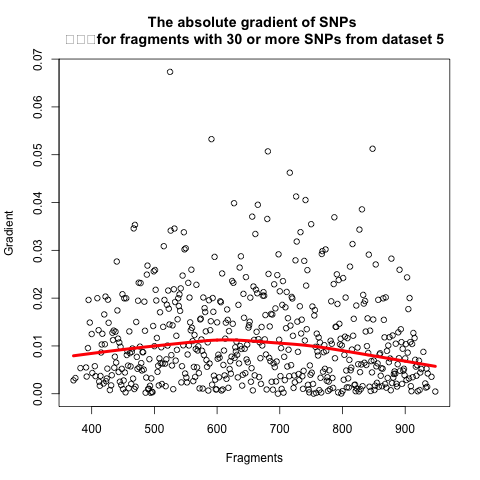 The absolute gradient of SNPs
□□□for fragments with 30 or more SNPs from dataset 5
0.07
0.06
0.05
0.04
0.03
0.02
0.01
0.00
Gradient
400 500 600 700 800 900
Fragments